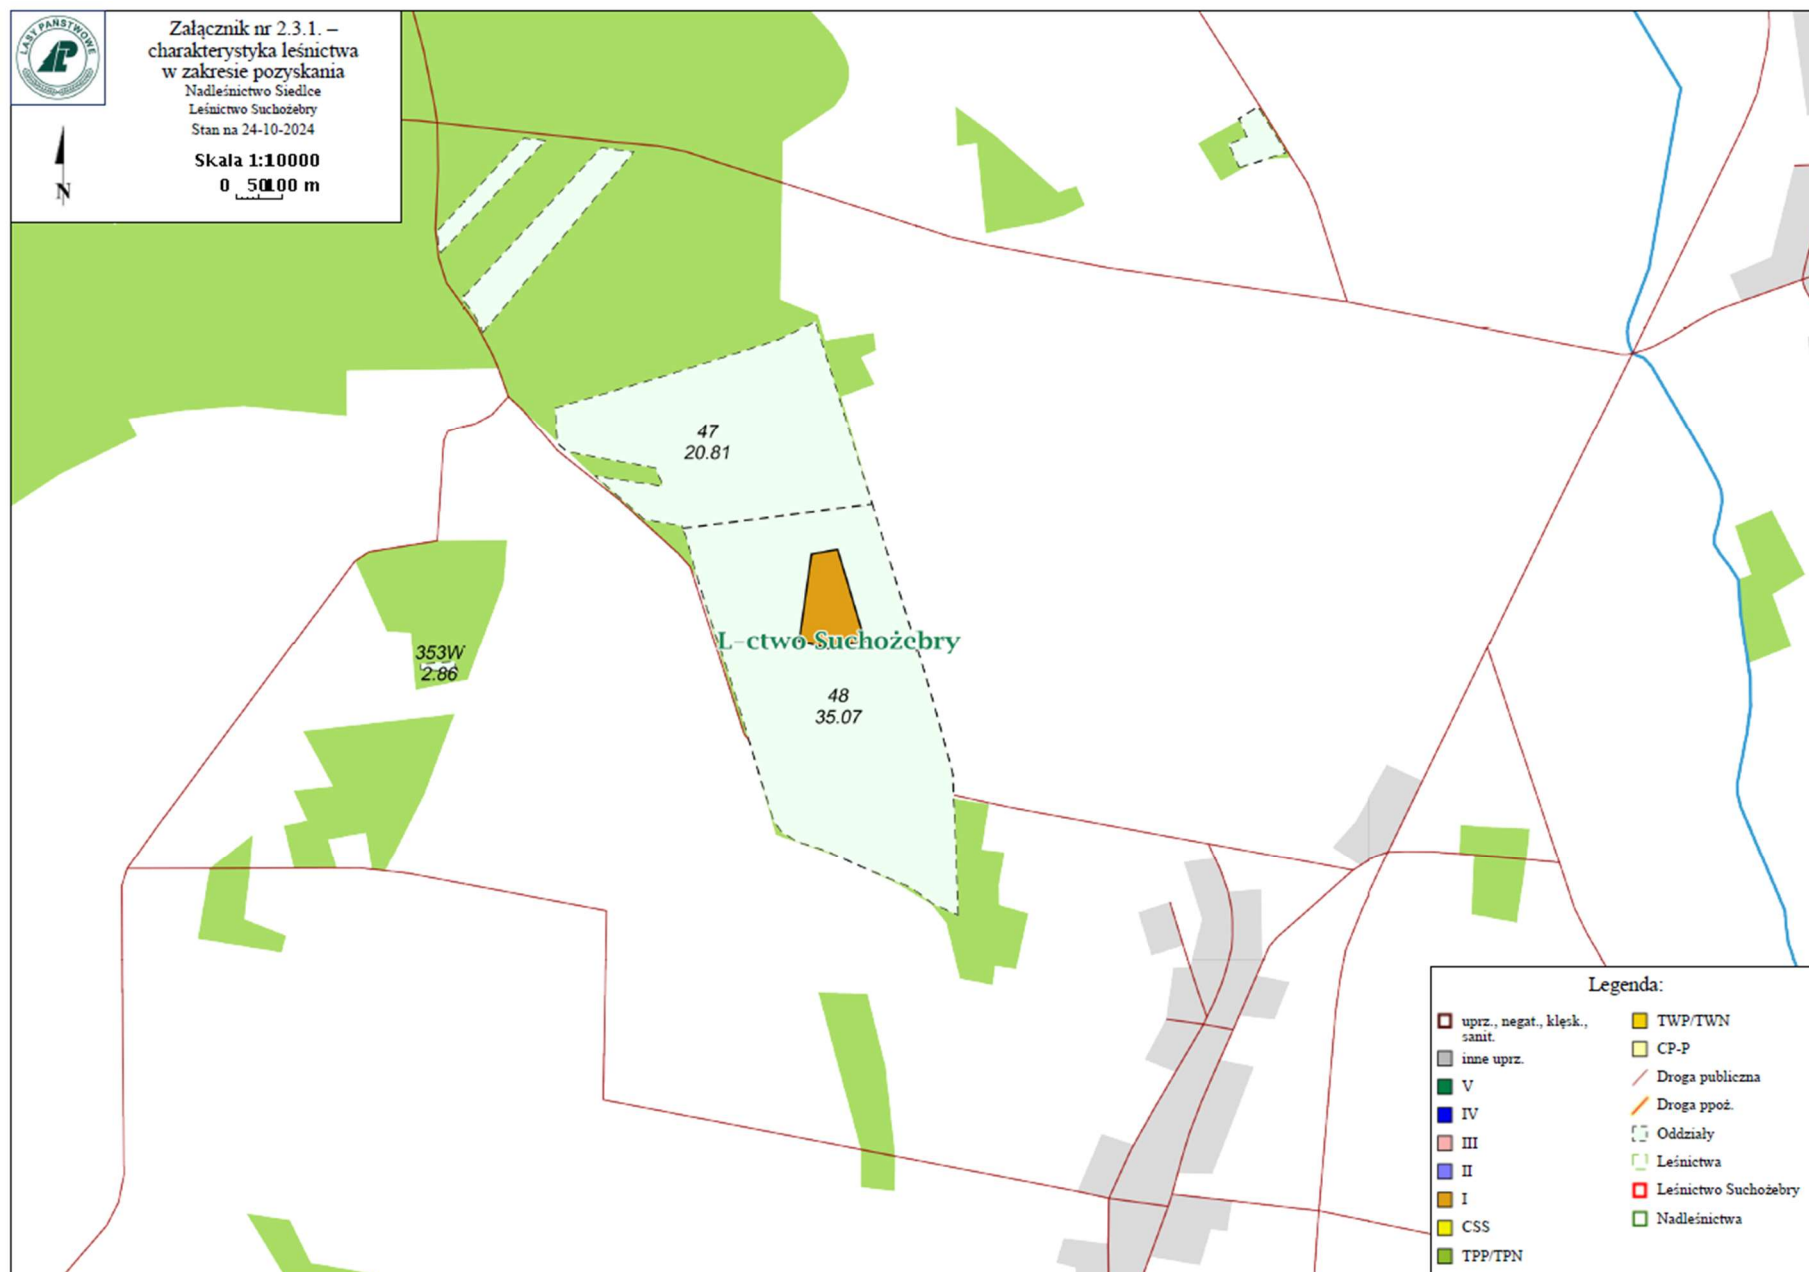 LASY PAŃSTWOWE
Załącznik nr 2.3.1. –
charakterystyka leśnictwa
w zakresie pozyskania
Nadleśnictwo Siedlce
Leśnictwo Suchożebry
Stan na 24-10-2024
Skala 1:10000
0 50100 m
N
47
20.81
L-ctwo Suchożebry
353W
2.86
48
35.07
Legenda:
uprz., negat., klęsk.,
sanit.
inne uprz.
V
IV
III
II
I
CSS
TPP/TPN
TWP/TWN
CP-P
Droga publiczna
Droga ppoż.
Oddziały
Leśnictwa
Leśnictwo Suchożebry
Nadleśnictwa